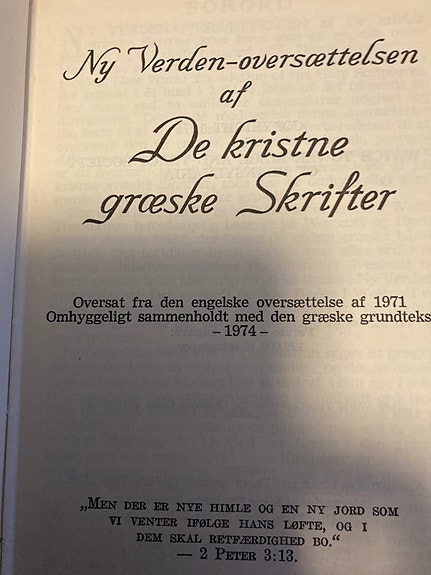 Ny Verden-oversættelsen
af
De kristne
græske Skrifter
Oversat fra den engelske oversættelse af 1971
Omhyggeligt sammenholdt med den græske grundteks
– 1974 –
„MEN DER ER NYE HIMLE OG EN NY JORD SOM
VI VENTER IFØLGE HANS LØFTE, OG I
DEM SKAL RETFÆRDIGHED BO.“
— 2 PETER 3:13.